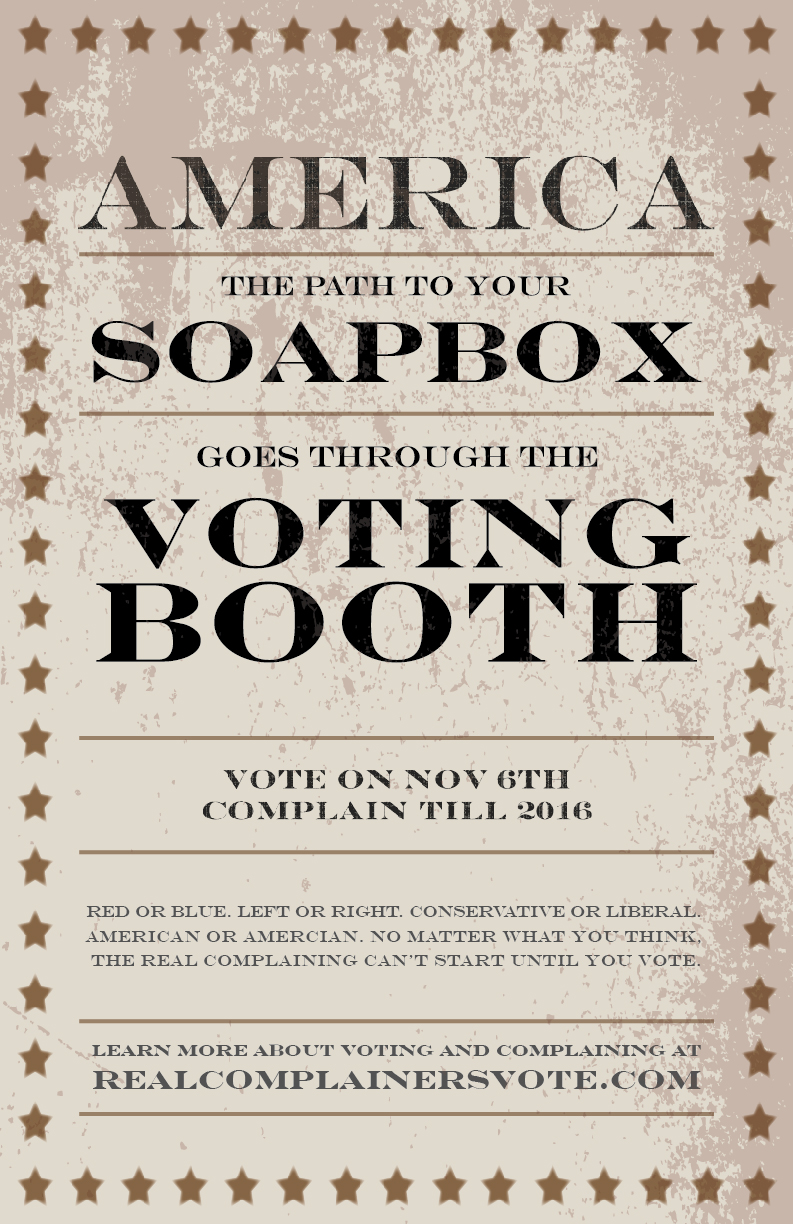 AMERICA
THE PATH TO YOUR
SOAPBOX
GOES THROUGH THE
VOTING
BOOTH
VOTE ON NOV 6TH
COMPLAIN TILL 2016
RED OR BLUE. LEFT OR RIGHT. CONSERVATIVE OR LIBERAL.
AMERICAN OR AMERCIAN. NO MATTER WHAT YOU THINK,
THE REAL COMPLAINING CAN'T START UNTIL YOU VOTE.
LEARN MORE ABOUT VOTING AND COMPLAINING AT
REALCOMPLAINERSVOTE.COM